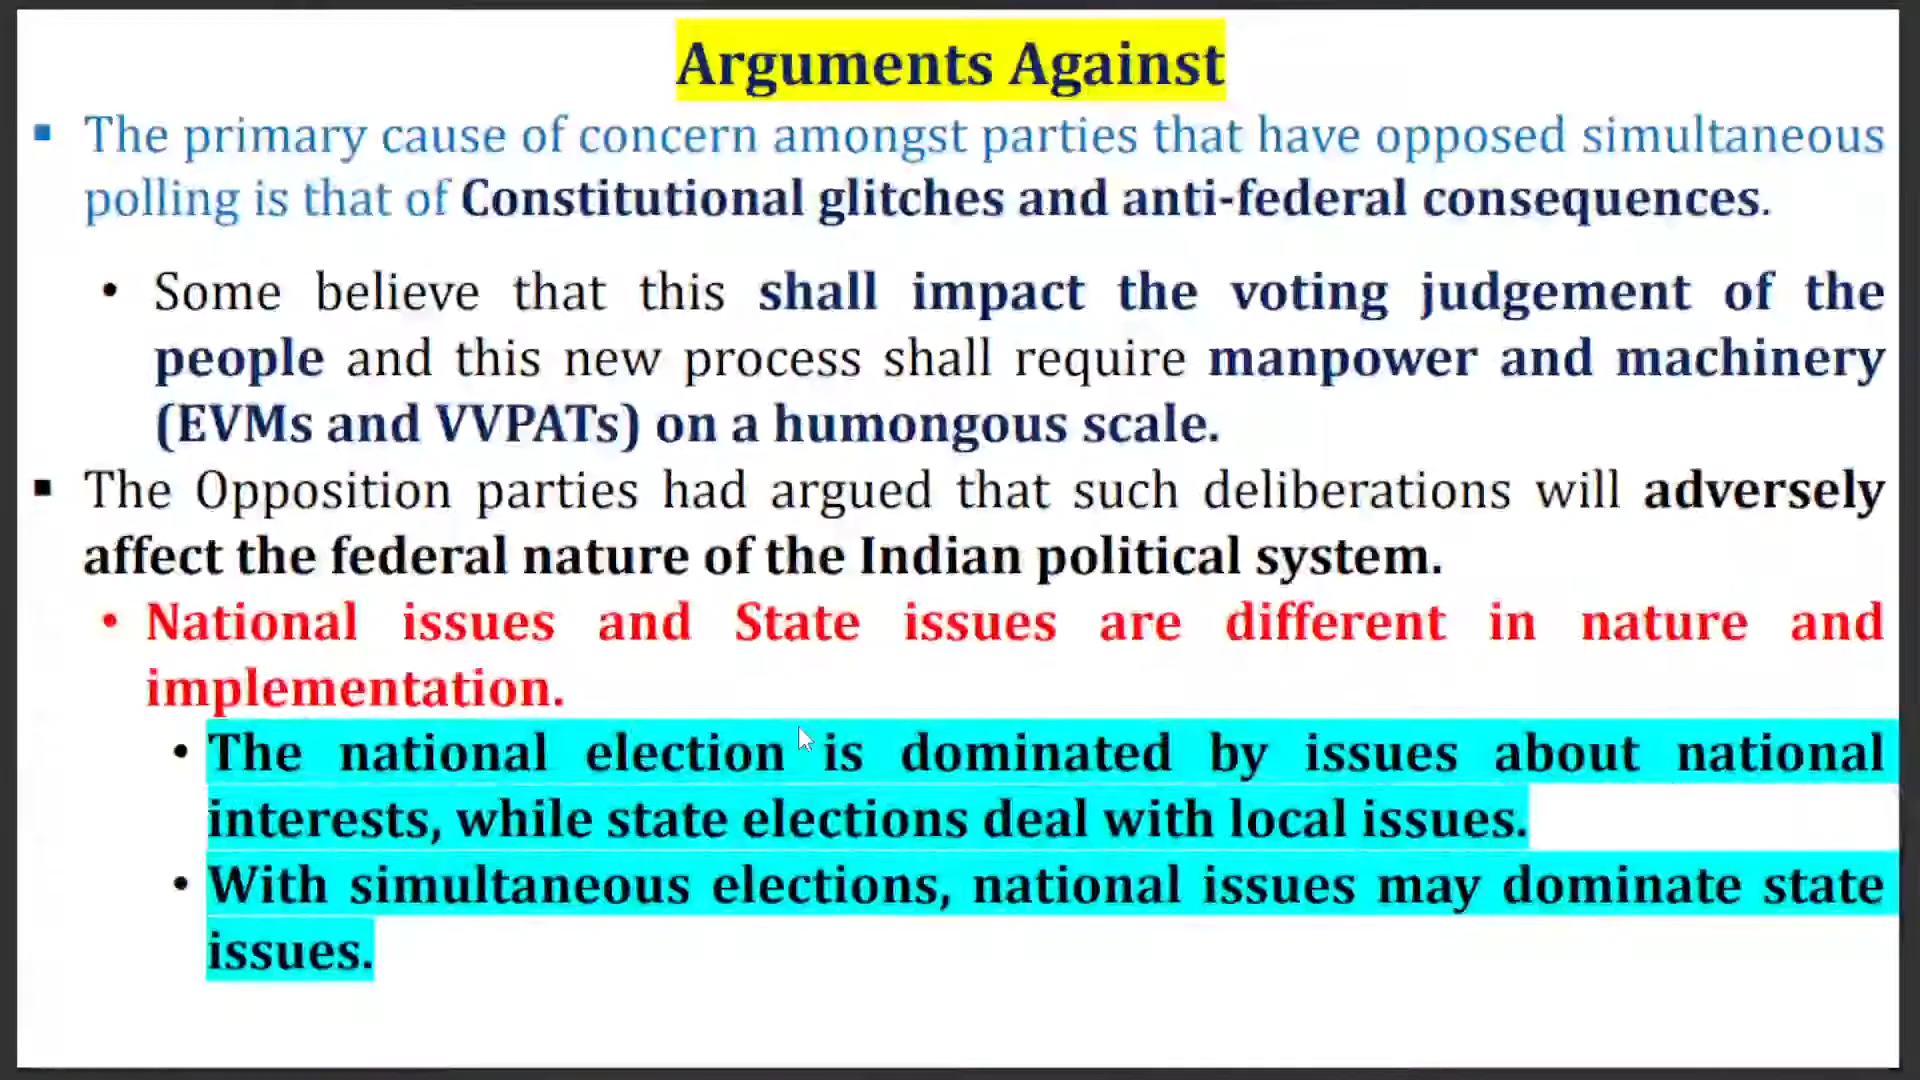 Arguments Against
▪ The primary cause of concern amongst parties that have opposed simultaneous
polling is that of Constitutional glitches and anti-federal consequences.
• Some believe that this shall impact the voting judgement of the
people and this new process shall require manpower and machinery
(EVMs and VVPATs) on a humongous scale.
▪ The Opposition parties had argued that such deliberations will adversely
affect the federal nature of the Indian political system.
• National issues and State issues are different in nature and
implementation.
• The national election is dominated by issues about national
interests, while state elections deal with local issues.
• With simultaneous elections, national issues may dominate state
issues.